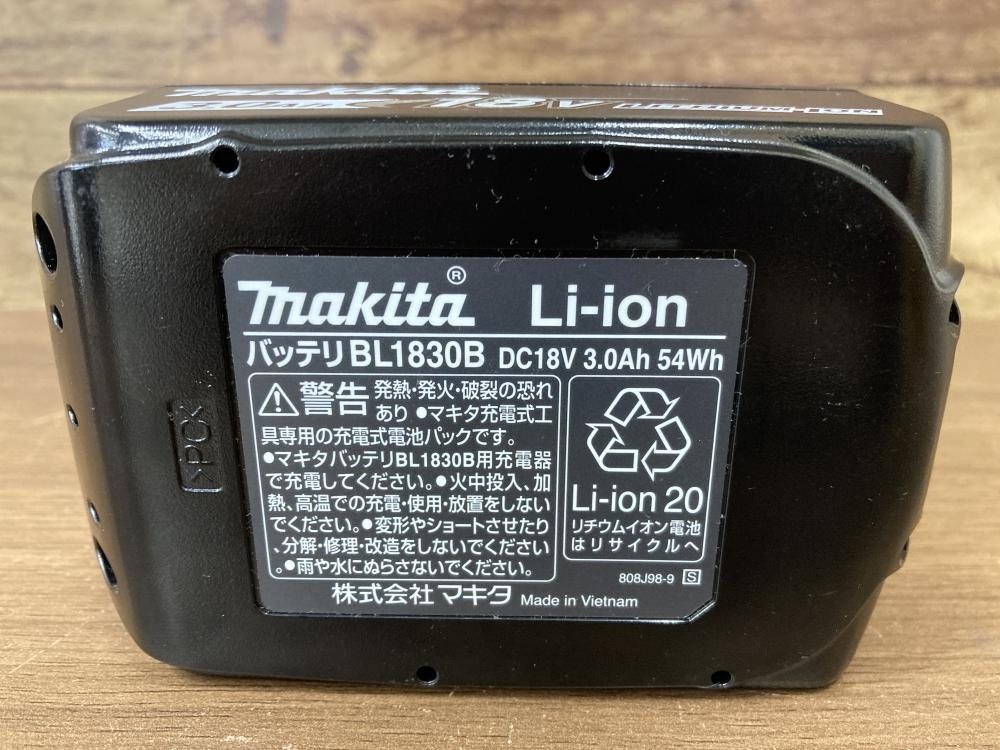 makita
18V
makita® Li-ion
バッテリBL1830B DC18V 3.0Ah 54Wh
警告 発熱・発火・破裂の恐れ
あり ●マキタ充電式工
具専用の充電式電池パックです。
●マキタバッテリBL1830B用充電器
で充電してください。●火中投入、加
熱、高温での充電・使用・放置をしない
でください。●変形やショートさせたり
、分解・修理・改造をしないでください
。●雨や水にぬらさないでください。
Li-ion 20
リチウムイオン電池
はリサイクルへ
808J98-9 S
株式会社マキタ Made in Vietnam
>PC<